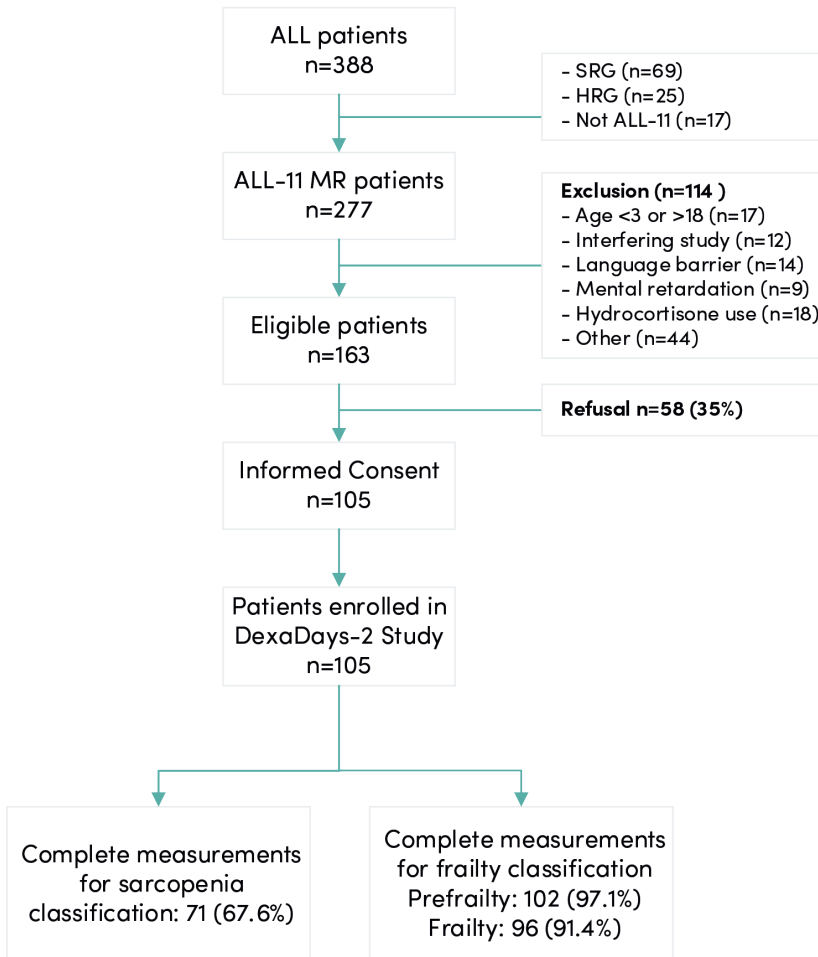 ALL patients
n=388
- SRG (n=69)
- HRG (n=25)
- Not ALL-11 (n=17)
ALL-11 MR patients
n=277
Exclusion (n=114 )
- Age <3 or >18 (n=17)
- Interfering study (n=12)
- Language barrier (n=14)
- Mental retardation (n=9)
- Hydrocortisone use (n=18)
- Other (n=44)
Eligible patients
n=163
Refusal n=58 (35%)
Informed Consent
n=105
Patients enrolled in
DexaDays-2 Study
n=105
Complete measurements
for sarcopenia
classification: 71 (67.6%)
Complete measurements
for frailty classification
Prefrailty: 102 (97.1%)
Frailty: 96 (91.4%)